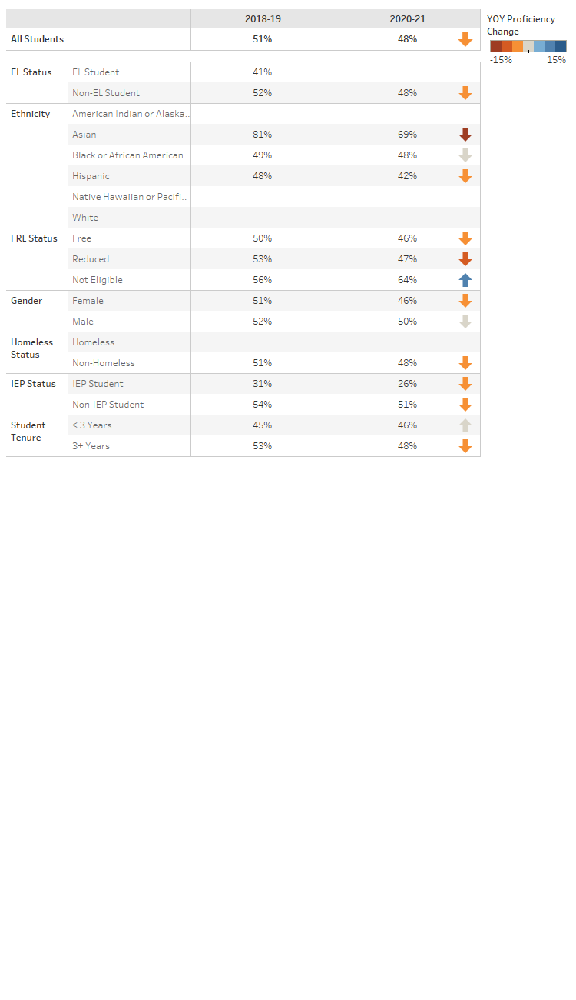 2018-19 2020-21
All Students 51% 48%
EL Status EL Student 41%
Non-EL Student 52% 48%
Ethnicity American Indian or Alaska..
Asian 81% 69%
Black or African American 49% 48%
Hispanic 48% 42%
Native Hawaiian or Pacifi..
White
FRL Status Free 50% 46%
Reduced 53% 47%
Not Eligible 56% 64%
Gender Female 51% 46%
Male 52% 50%
Homeless Status Homeless
Non-Homeless 51% 48%
IEP Status IEP Student 31% 26%
Non-IEP Student 54% 51%
Student Tenure < 3 Years 45% 46%
3+ Years 53% 48%
YOY Proficiency
Change
-15% 15%